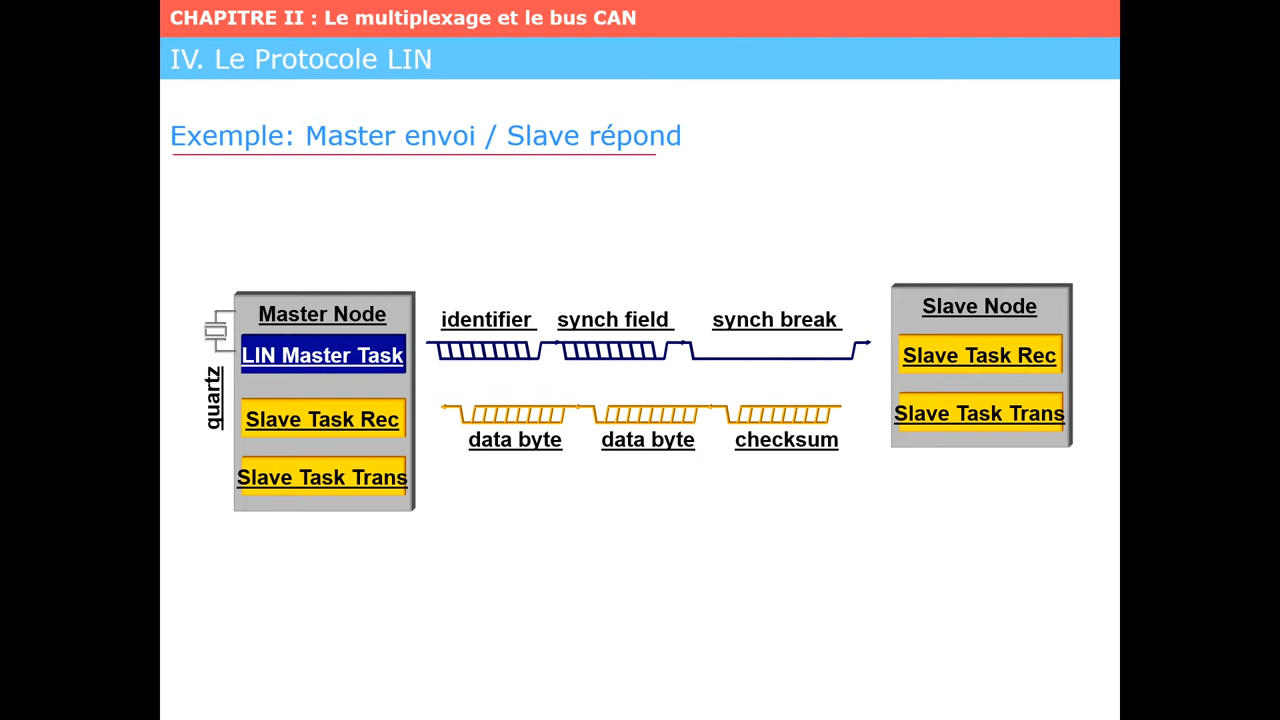 CHAPITRE II : Le multiplexage et le bus CAN
IV. Le Protocole LIN
Exemple: Master envoi / Slave répond
Master Node
LIN Master Task
quartz
Slave Task Rec
Slave Task Trans
identifier
synch field
synch break
data byte
data byte
checksum
Slave Node
Slave Task Rec
Slave Task Trans